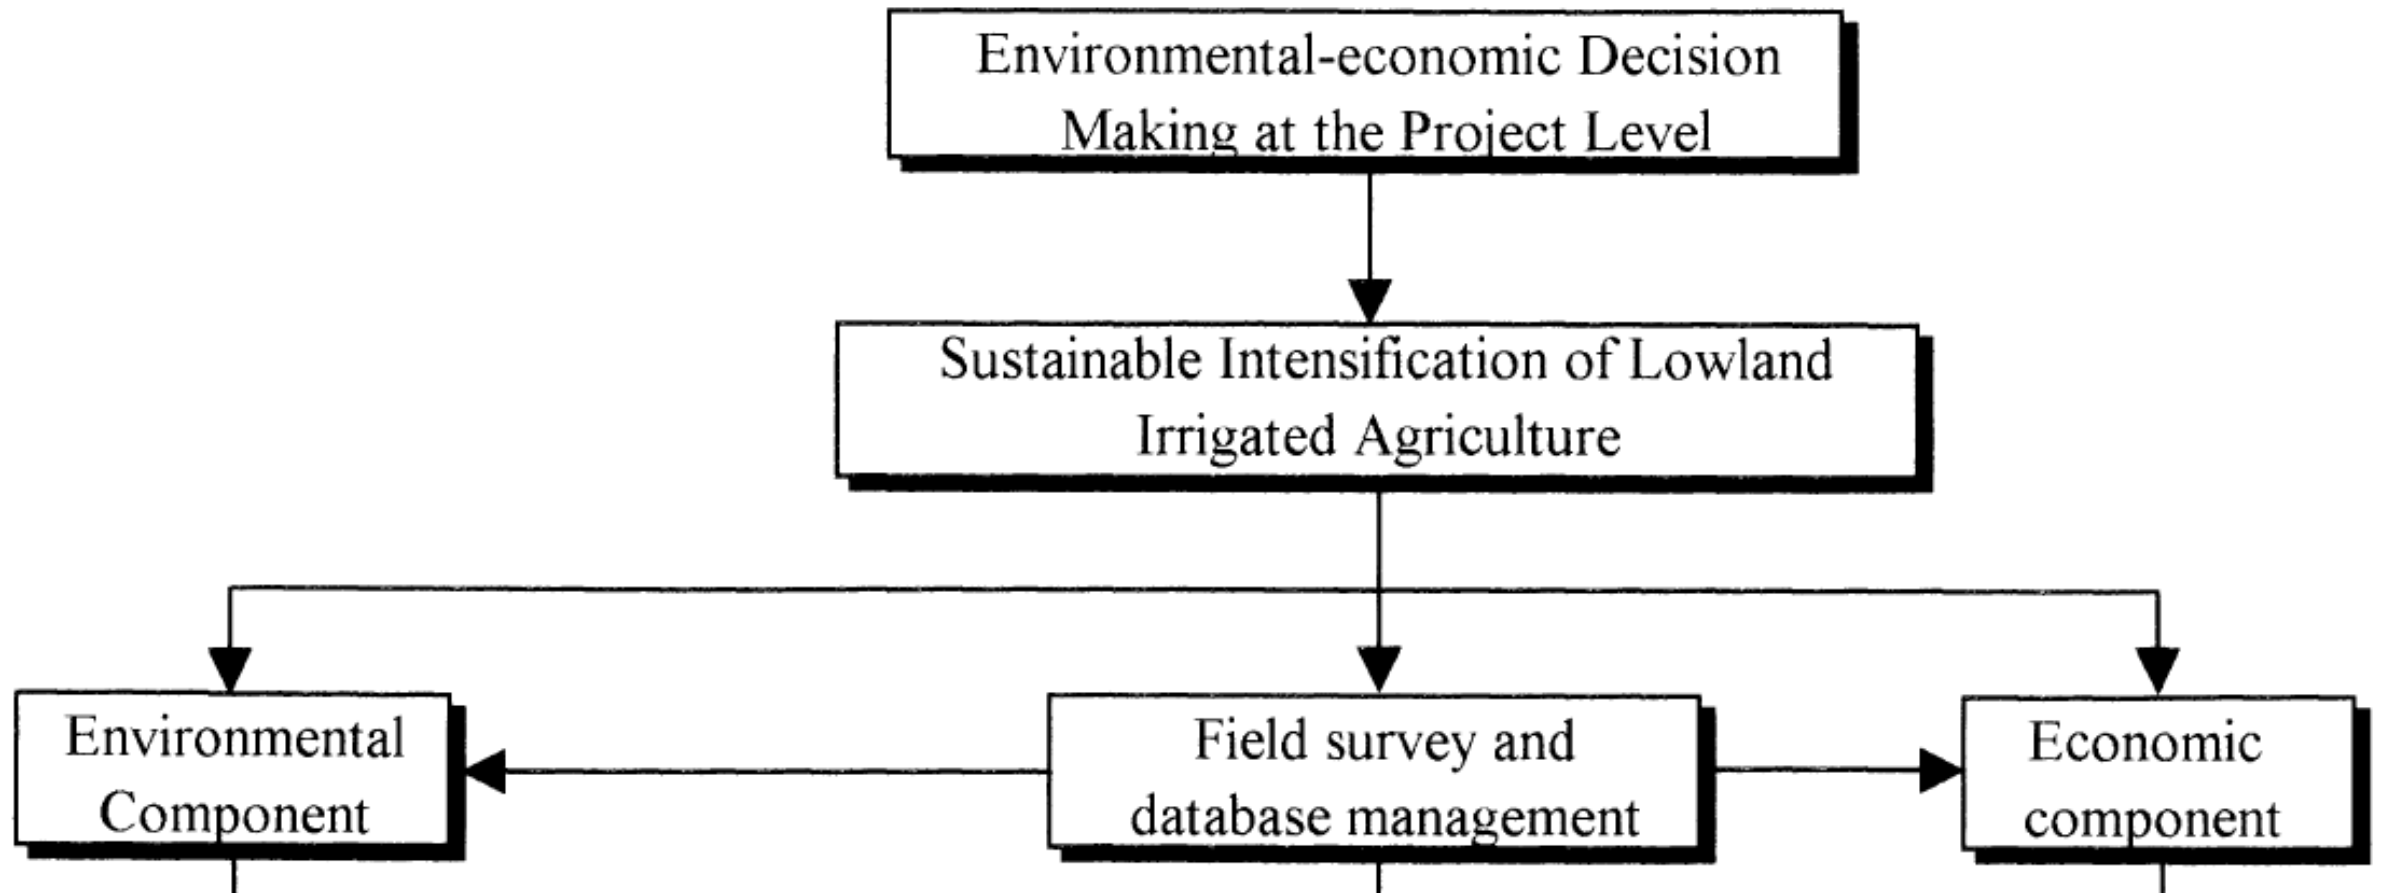 Environmental-economic Decision
Making at the Project Level
Sustainable Intensification of Lowland
Irrigated Agriculture
Environmental
Component
Field survey and
database management
Economic
component